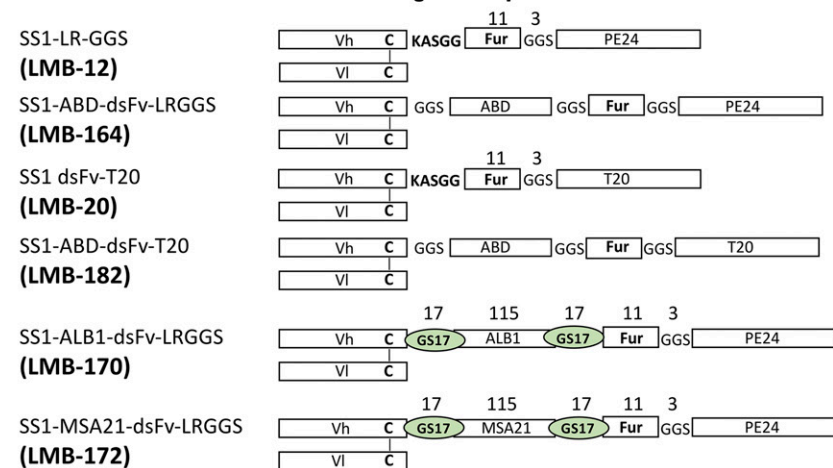 11 3
SS1-LR-GGS Vh C KASGG Fur GGS PE24
(LMB-12) Vl C
SS1-ABD-dsFv-LRGGS Vh C GGS ABD GGS Fur GGS PE24
(LMB-164) Vl C
11 3
SS1 dsFv-T20 Vh C KASGG Fur GGS T20
(LMB-20) Vl C
SS1-ABD-dsFv-T20 Vh C GGS ABD GGS Fur GGS T20
(LMB-182) Vl C
17 115 17 11 3
SS1-ALB1-dsFv-LRGGS Vh C GS17 ALB1 GS17 Fur GGS PE24
(LMB-170) Vl C
17 115 17 11 3
SS1-MSA21-dsFv-LRGGS Vh C GS17 MSA21 GS17 Fur GGS PE24
(LMB-172) Vl C